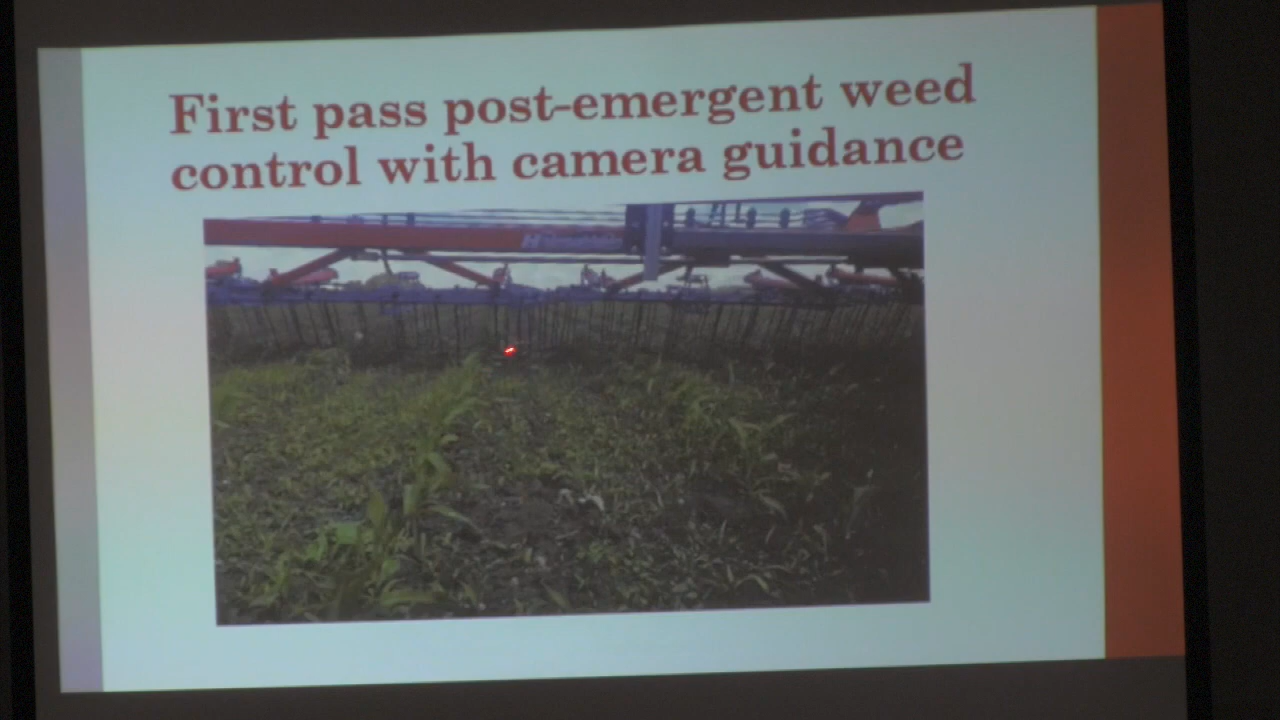 First pass post-emergent weed
control with camera guidance